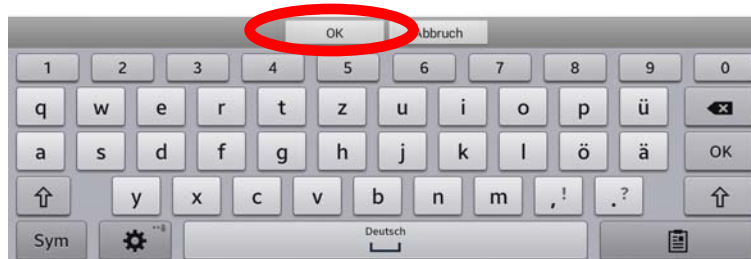 OK Abbruch
1 2 3 4 5 6 7 8 9 0
q w e r t z u i o p ü
a s d f g h j k l ö ä OK
y x c v b n m , ! . ?
Sym Deutsch